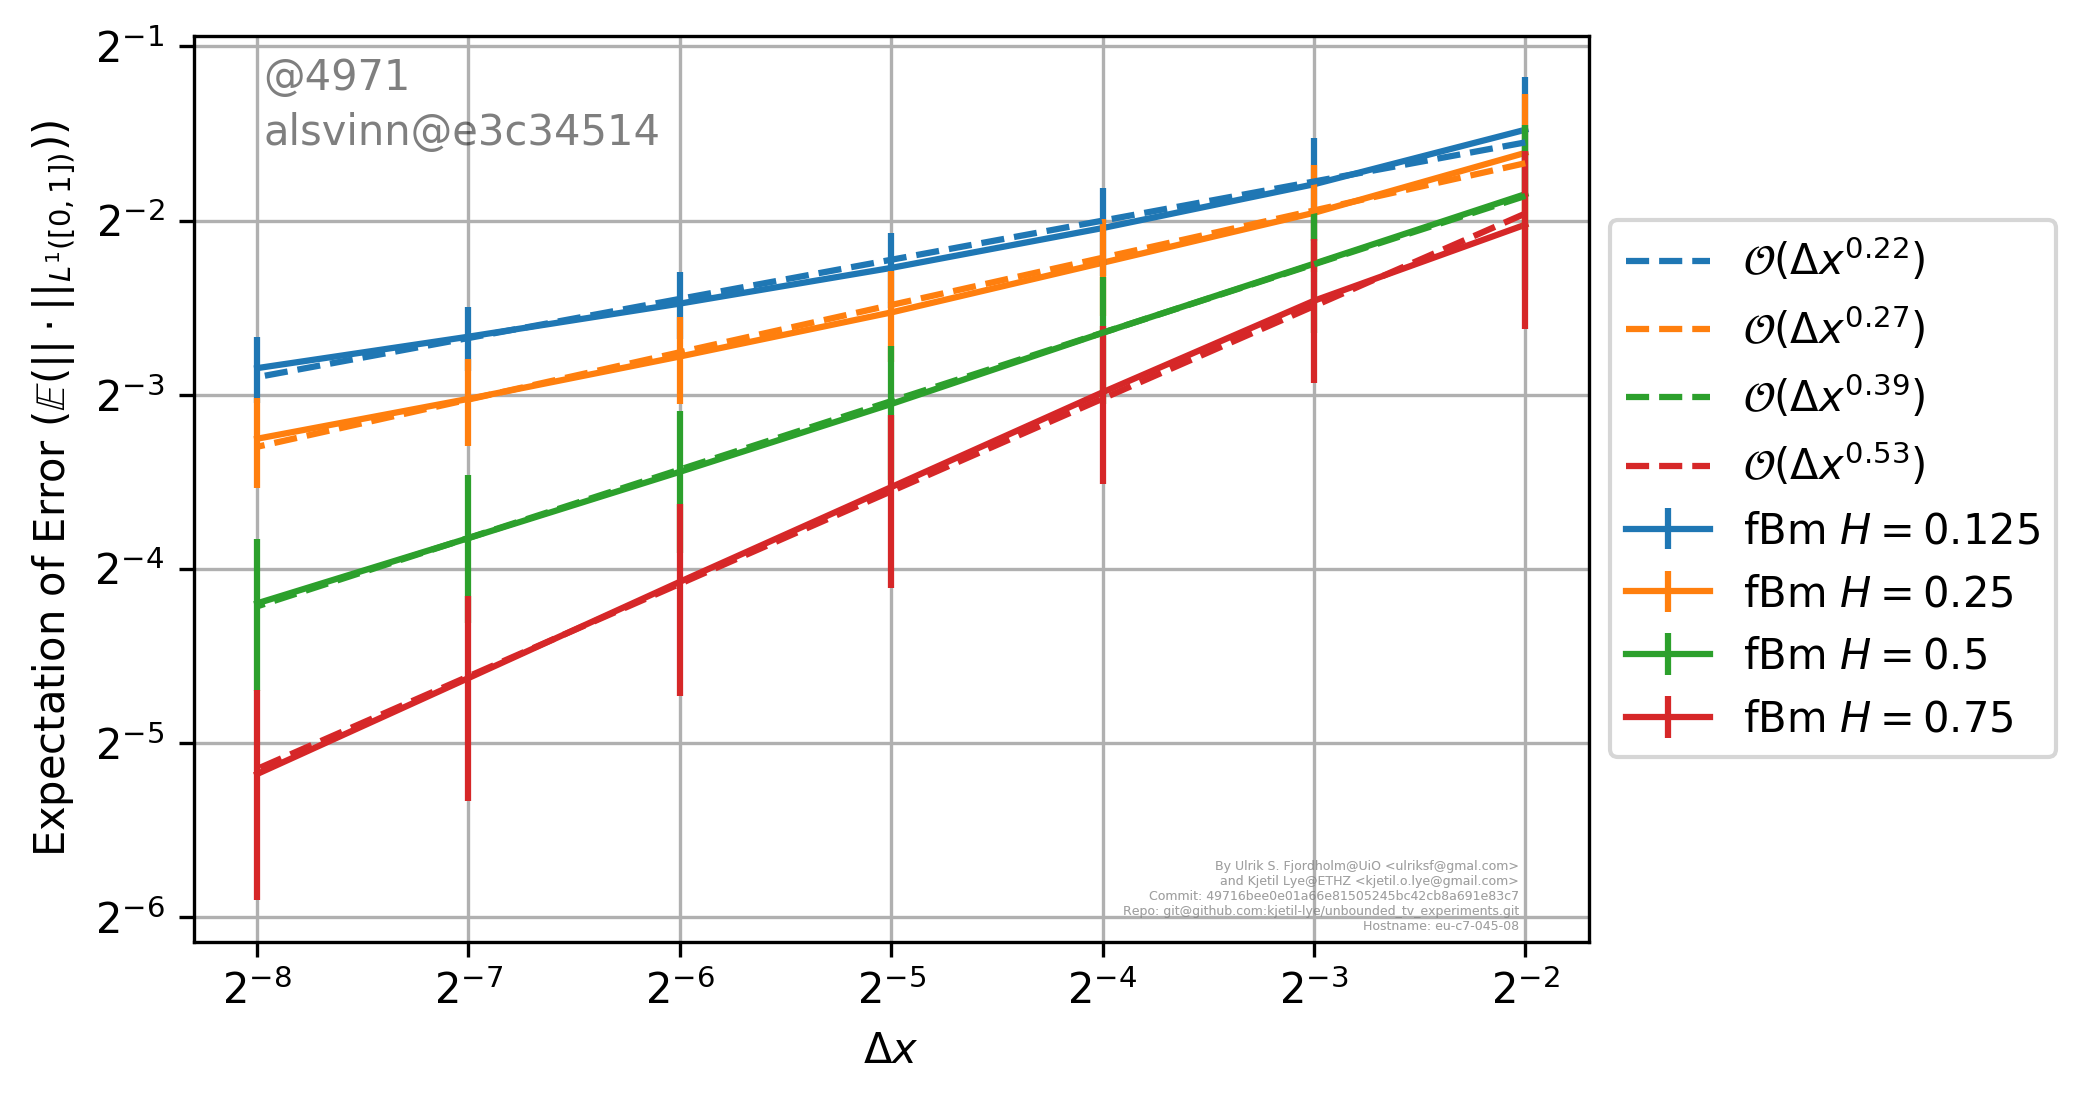 @4971
alsvinn@e3c34514
Expectation of Error (𝔼(|| · ||_{L^1([0,1])}))
2^{-1}
2^{-2}
2^{-3}
2^{-4}
2^{-5}
2^{-6}
2^{-8} 2^{-7} 2^{-6} 2^{-5} 2^{-4} 2^{-3} 2^{-2}
Δx
𝒪(Δx^{0.22})
𝒪(Δx^{0.27})
𝒪(Δx^{0.39})
𝒪(Δx^{0.53})
fBm H = 0.125
fBm H = 0.25
fBm H = 0.5
fBm H = 0.75
By Ulrik S. Fjordholm@UiO <ulriksf@gmal.com>
and Kjetil Lye@ETHZ <kjetil.o.lye@gmail.com>
Commit: 49716bee0e01a66e81505245bc42cb8a691e83c7
Repo: git@github.com:kjetil-lye/unbounded_tv_experiments.git
Hostname: eu-c7-045-08